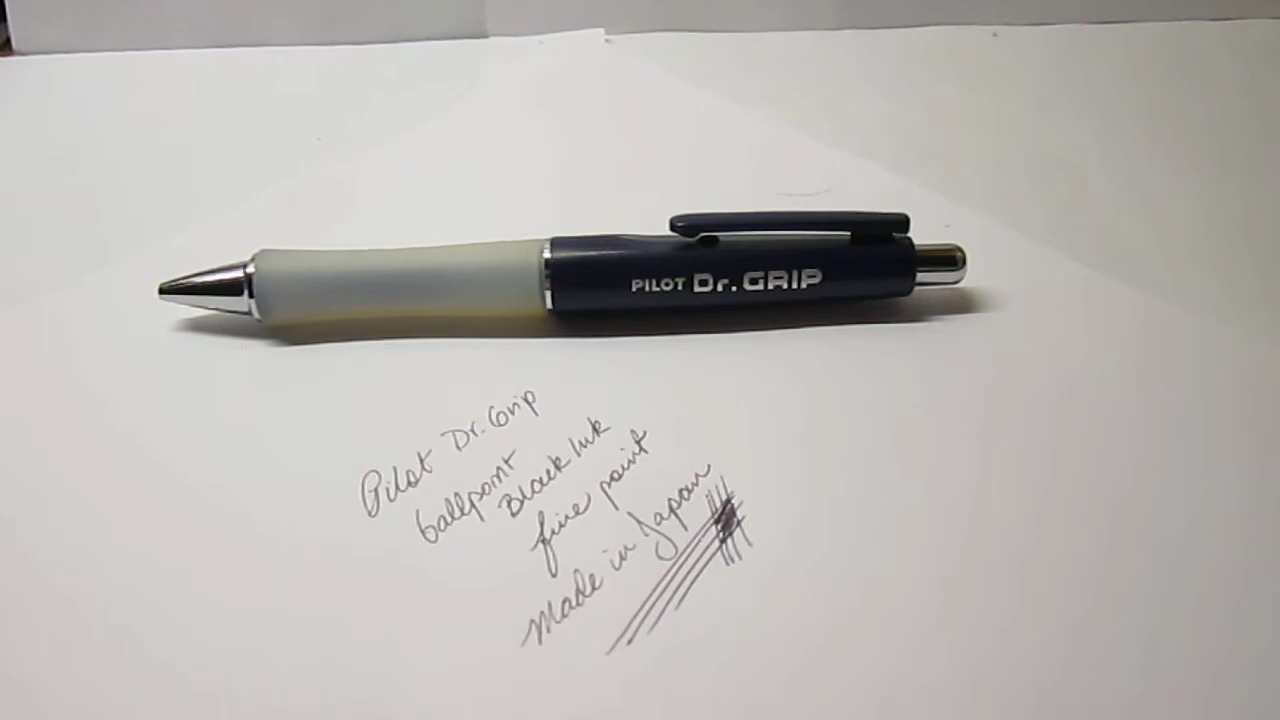 PILOT Dr. GRIP
Pilot Dr. Grip
ballpoint
Black Ink
fine point
Made in Japan